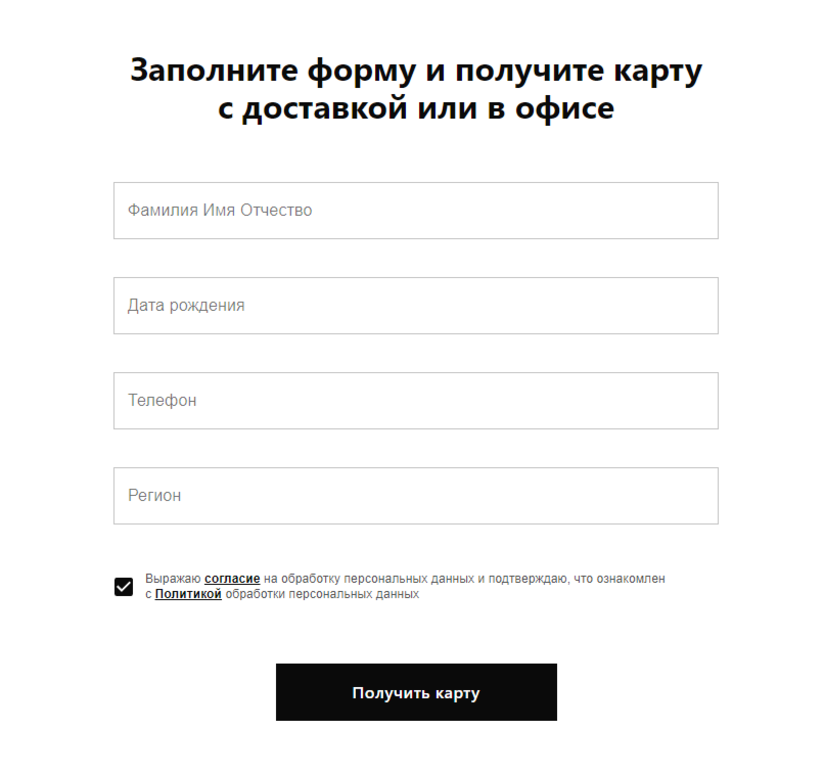 Заполните форму и получите карту
с доставкой или в офисе
Фамилия Имя Отчество
Дата рождения
Телефон
Регион
Выражаю согласие на обработку персональных данных и подтверждаю, что ознакомлен
с Политикой обработки персональных данных
Получить карту